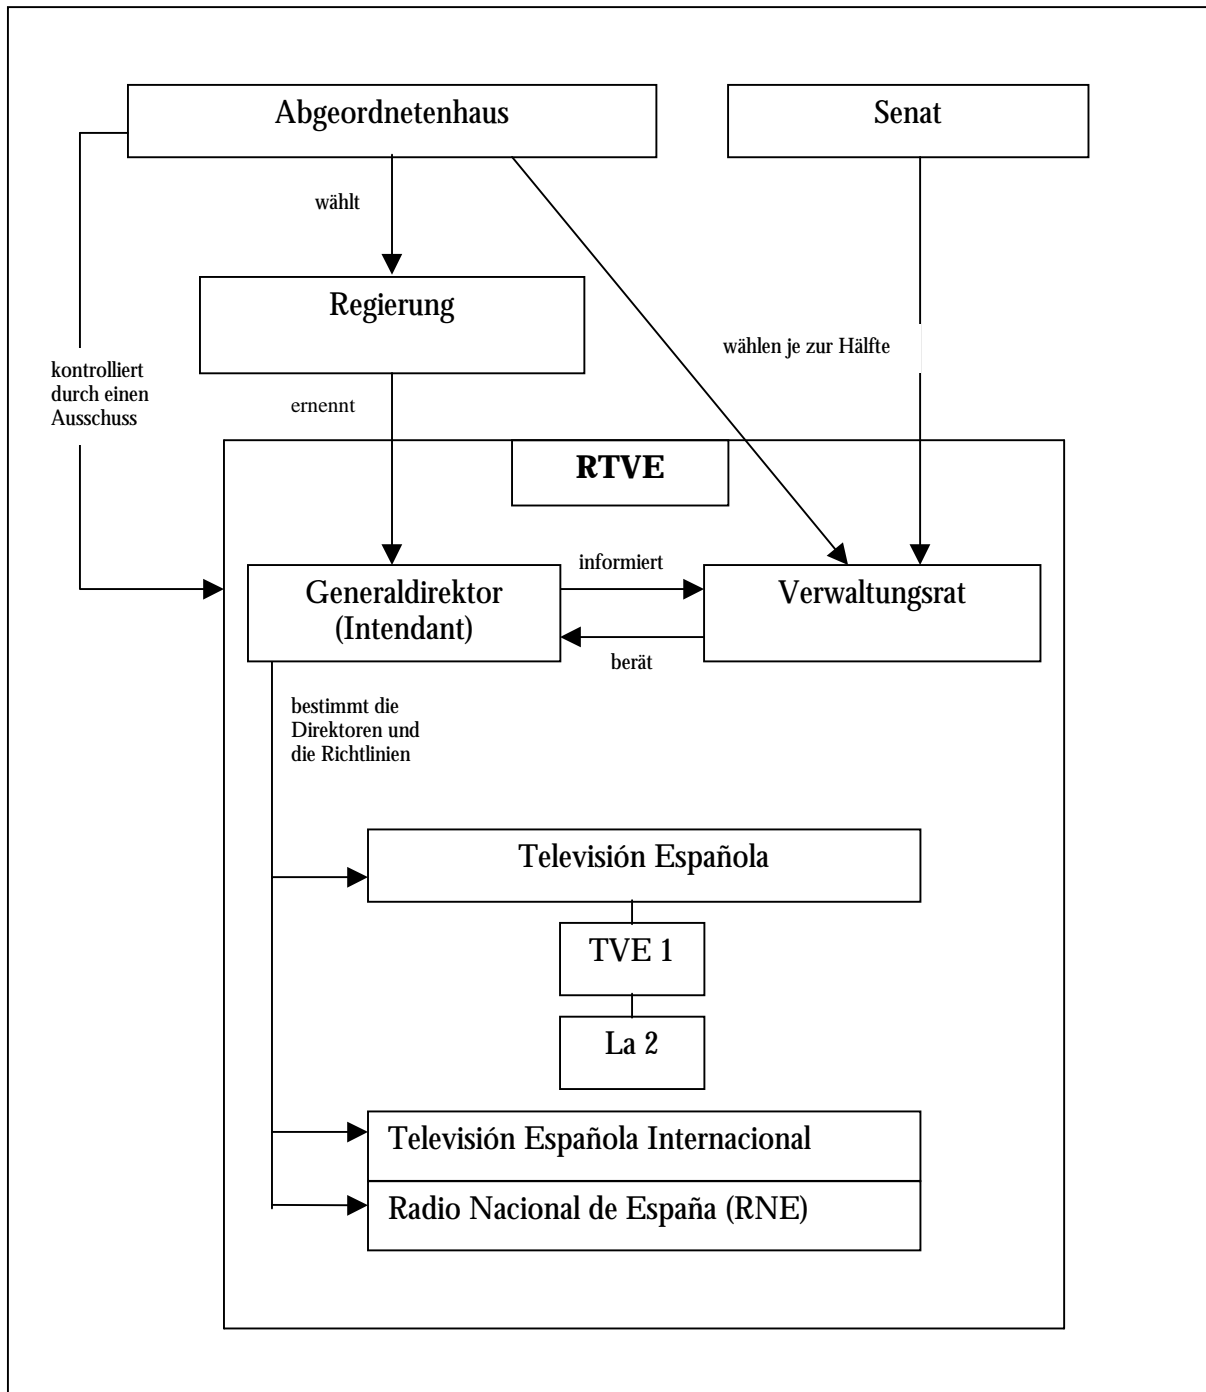 Abgeordnetenhaus
Senat
wählt
Regierung
wählen je zur Hälfte
kontrolliert
durch einen
Ausschuss
ernennt
RTVE
informiert
Generaldirektor
(Intendant)
Verwaltungsrat
berät
bestimmt die
Direktoren und
die Richtlinien
Televisión Española
TVE 1
La 2
Televisión Española Internacional
Radio Nacional de España (RNE)